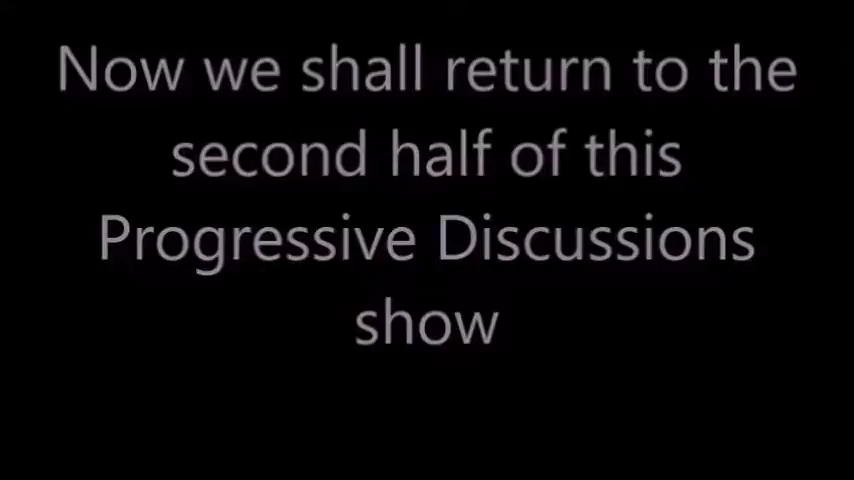 Now we shall return to the
second half of this
Progressive Discussions
show